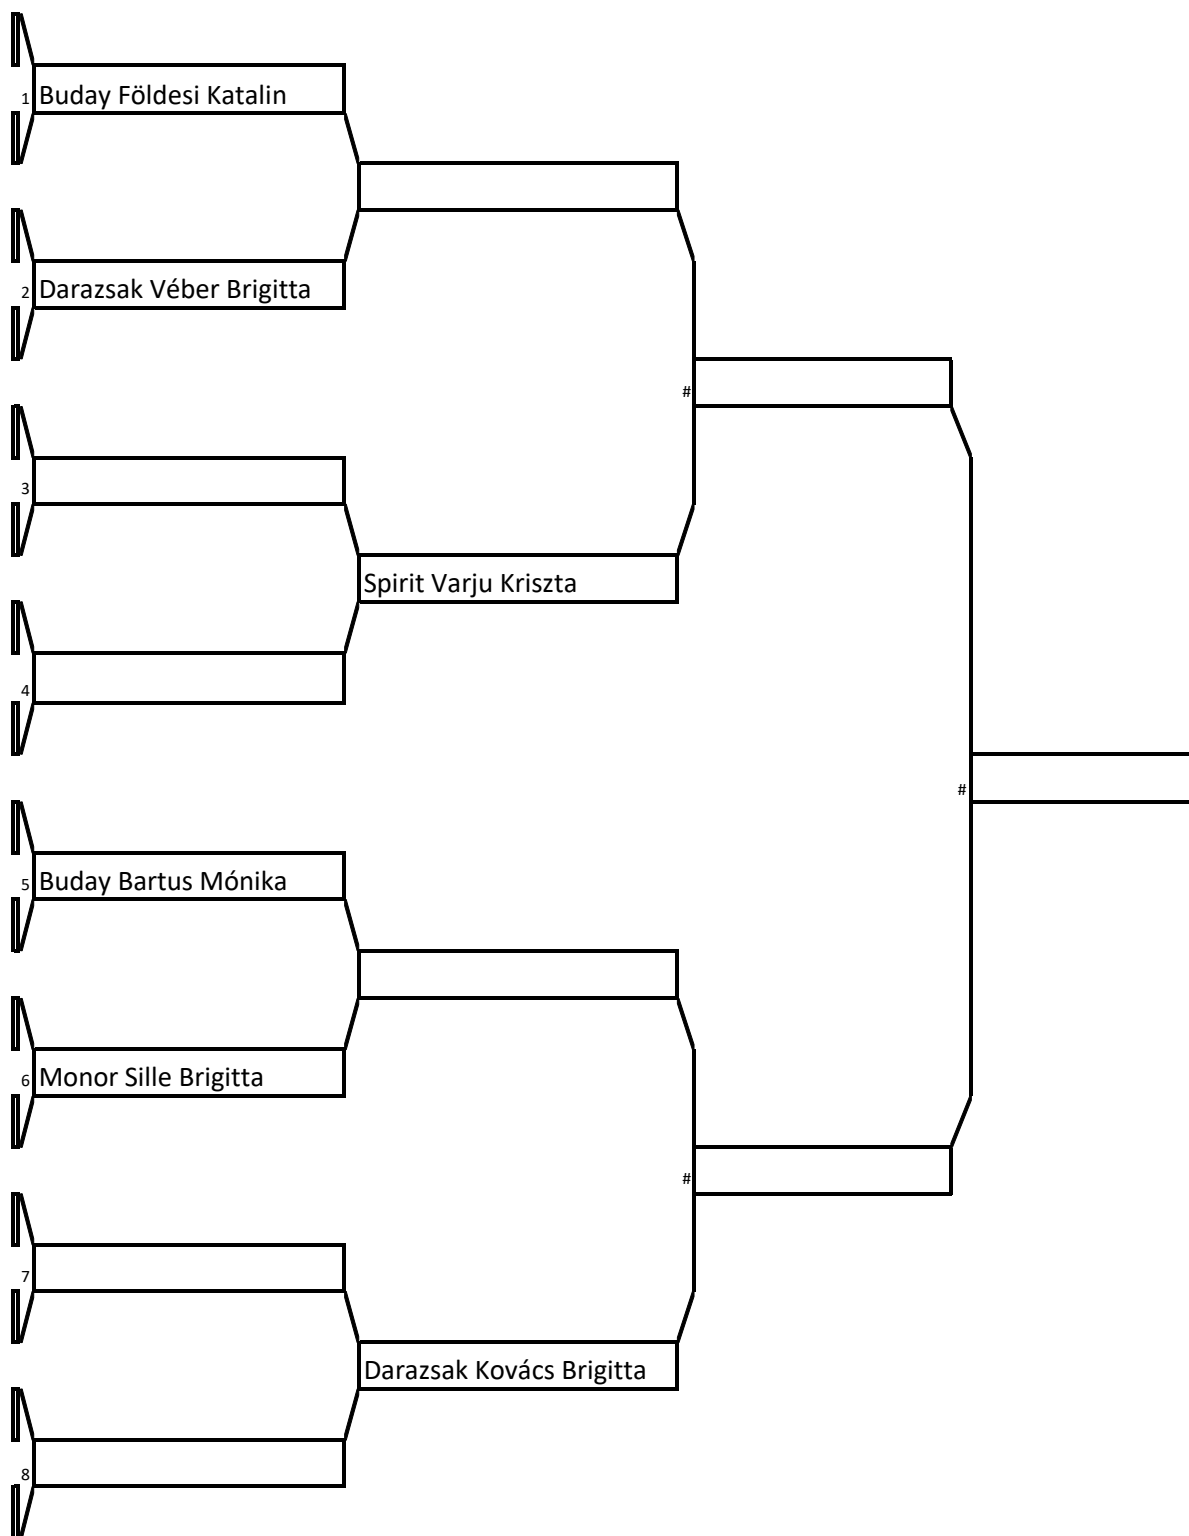 1 Buday Földesi Katalin
2 Darazsak Véber Brigitta
#
3
Spirit Varju Kriszta
4
#
5 Buday Bartus Mónika
6 Monor Sille Brigitta
#
7
Darazsak Kovács Brigitta
8